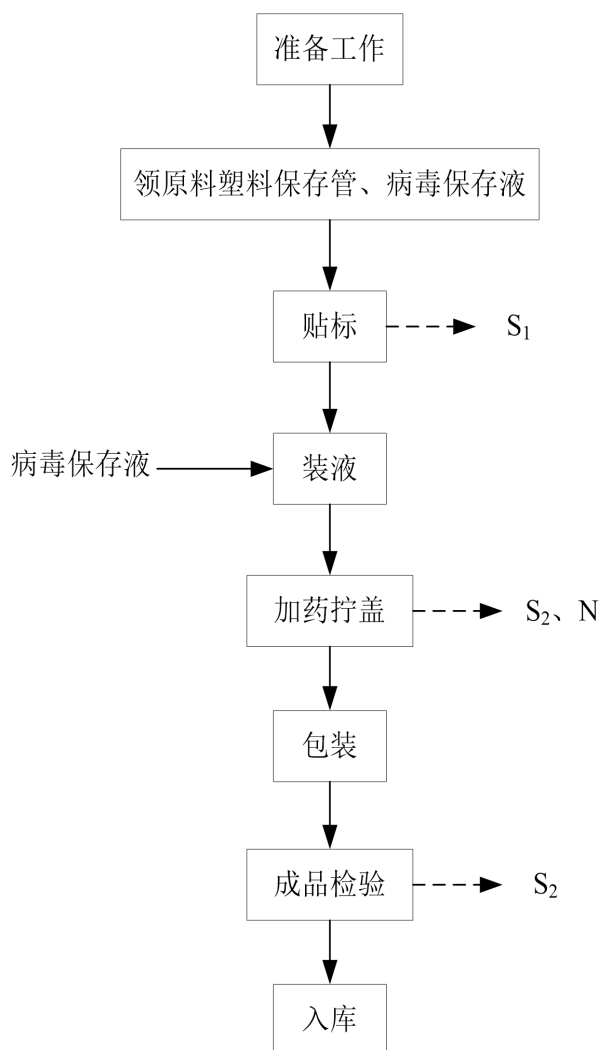 准备工作
领原料塑料保存管、病毒保存液
贴标
S₁
病毒保存液
装液
加药拧盖
S₂、N
包装
成品检验
S₂
入库